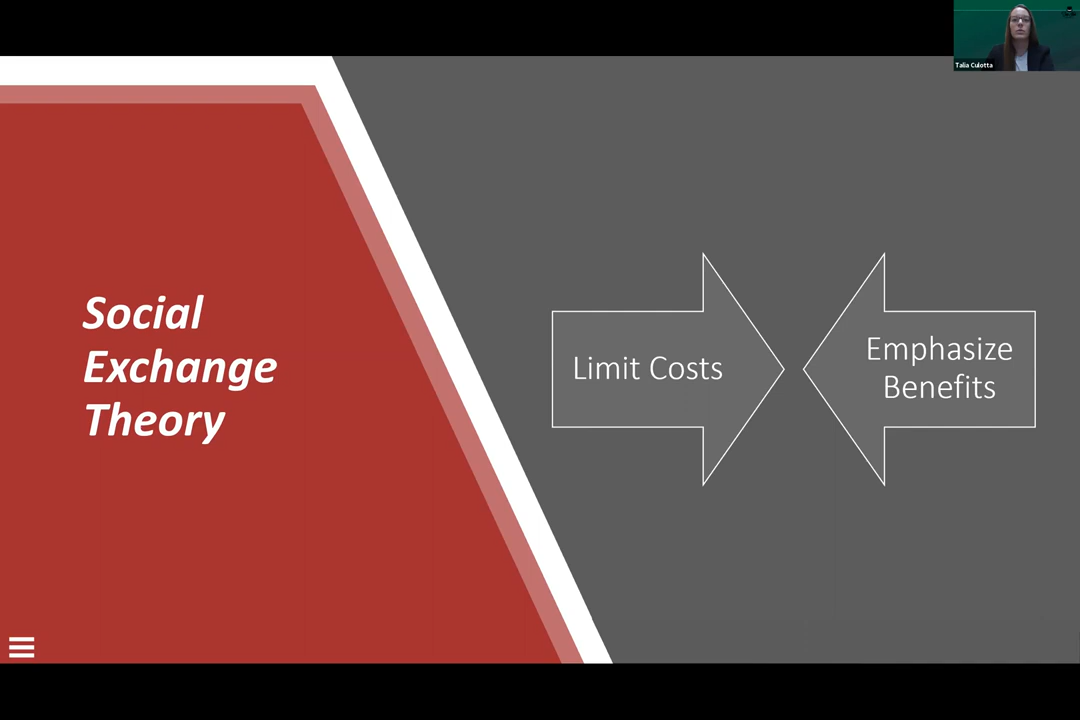 Talia Culotta
Social
Exchange
Theory
Limit Costs
Emphasize
Benefits